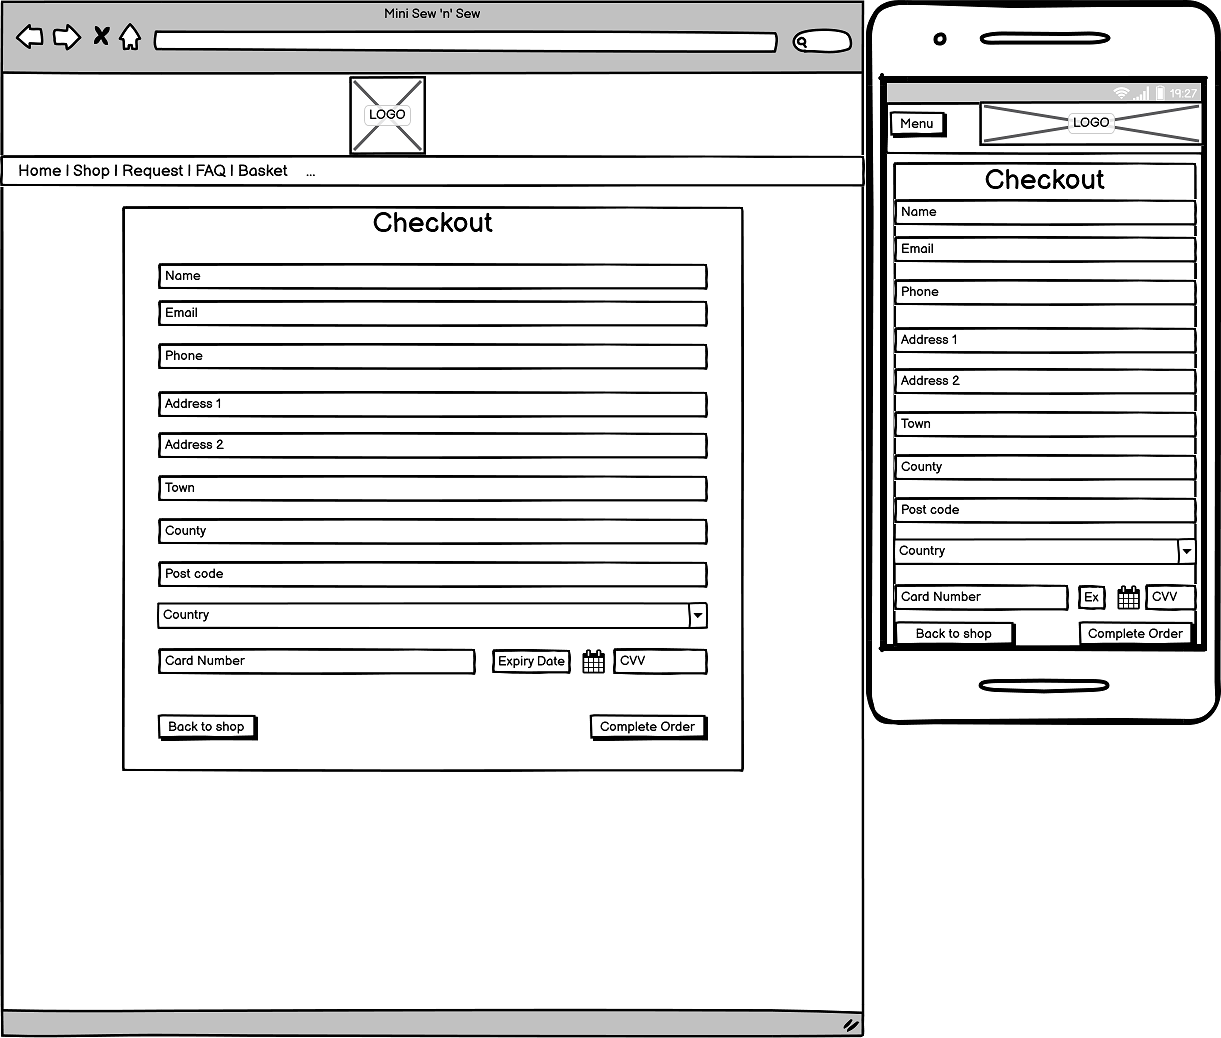 Mini Sew 'n' Sew
LOGO
Home | Shop | Request | FAQ | Basket ...
Checkout
Name
Email
Phone
Address 1
Address 2
Town
County
Post code
Country
Card Number Expiry Date CVV
Back to shop Complete Order
19:27
Menu LOGO
Checkout
Name
Email
Phone
Address 1
Address 2
Town
County
Post code
Country
Card Number Ex CVV
Back to shop Complete Order